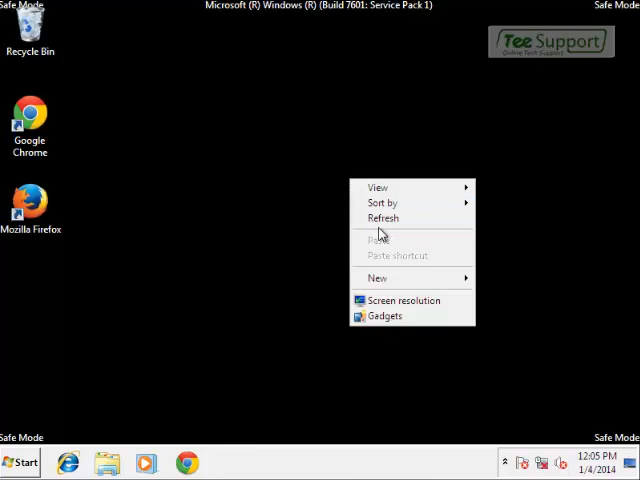 Safe Mode
Microsoft (R) Windows (R) (Build 7601: Service Pack 1)
Safe Mode
Tee Support
Online Tech Support
Recycle Bin
Google
Chrome
Mozilla Firefox
View
Sort by
Refresh
Paste
Paste shortcut
New
Screen resolution
Gadgets
Safe Mode
Safe Mode
Start
12:05 PM
1/4/2014